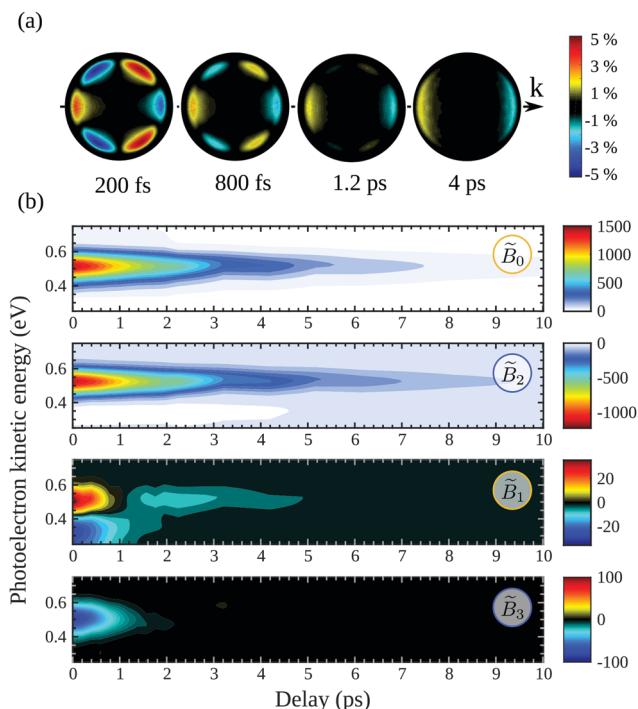 (a)
5 %
3 %
1 %
-1 %
-3 %
-5 %
k
200 fs
800 fs
1.2 ps
4 ps
(b)
Photoelectron kinetic energy (eV)
0.6
0.4
B̃₀
1500
1000
500
0
0 1 2 3 4 5 6 7 8 9 10
0.6
0.4
B̃₂
0
-500
-1000
0 1 2 3 4 5 6 7 8 9 10
0.6
0.4
B̃₁
20
0
-20
0 1 2 3 4 5 6 7 8 9 10
0.6
0.4
B̃₃
100
0
-100
0 1 2 3 4 5 6 7 8 9 10
Delay (ps)